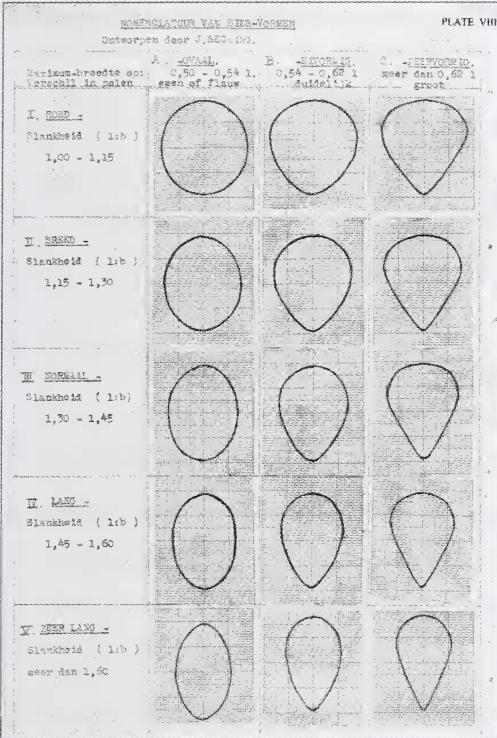 NOMENCLATUUR VAN EIER-VORMEN
PLATE VIII
Ontworpen door J.
A. -OVAAL. B. -EIVORMIG. C. -PEERVORMIG.
Maximum-breedte op: 0,50 - 0,54 l. 0,54 - 0,62 l meer dan 0,62 l
Verschil in polen geen of flauw duidelijk groot
I. ROND -
Slankheid ( l:b )
1,00 - 1,15
II. BREED -
Slankheid ( l:b )
1,15 - 1,30
III NORMAAL -
Slankheid ( l:b)
1,30 - 1,45
IV. LANG -
Slankheid ( l:b )
1,45 - 1,60
V. ZEER LANG -
Slankheid ( l:b )
meer dan 1,60